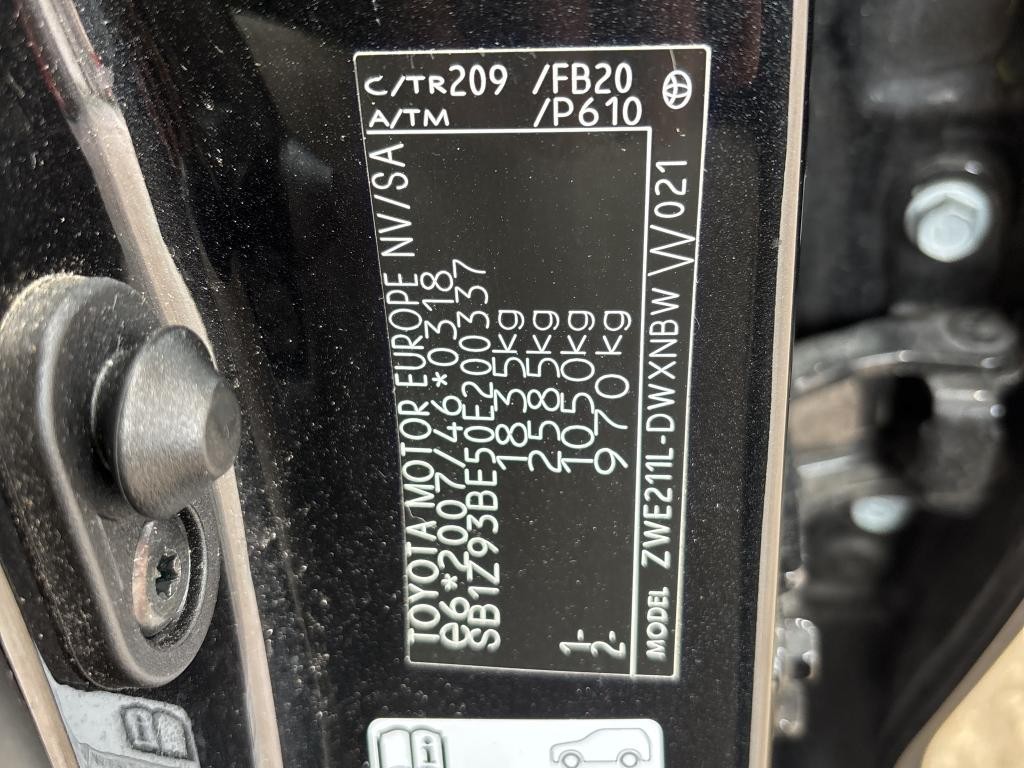 C/TR209 /FB20
A/TM /P610
TOYOTA MOTOR EUROPE NV/SA
e6*2007/46*0318
SB1Z93BE50E200337
1835kg
2585kg
1- 1050kg
2- 970kg
MODEL ZWE211L-DWXNBW W021
i
i